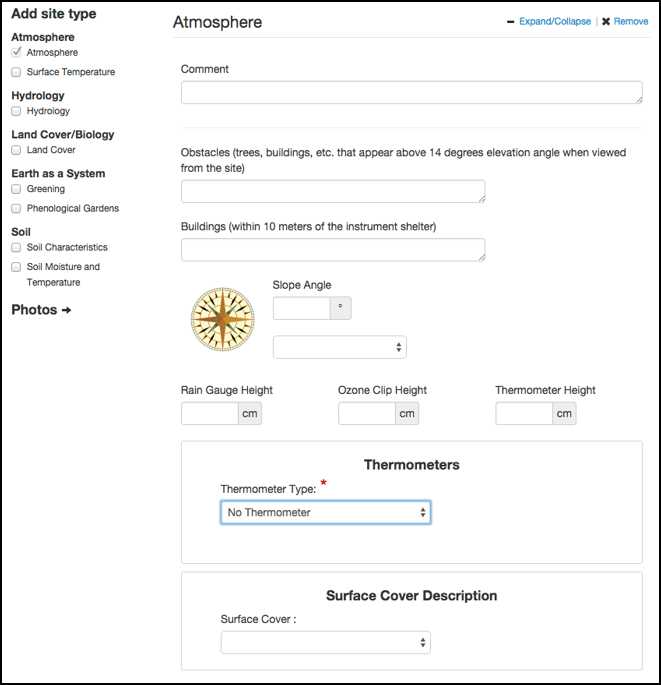 Add site type
Atmosphere
Atmosphere
Surface Temperature
Hydrology
Hydrology
Land Cover/Biology
Land Cover
Earth as a System
Greening
Phenological Gardens
Soil
Soil Characteristics
Soil Moisture and
Temperature
Photos ➔
Atmosphere
Expand/Collapse | ✖ Remove
Comment
Obstacles (trees, buildings, etc. that appear above 14 degrees elevation angle when viewed
from the site)
Buildings (within 10 meters of the instrument shelter)
Slope Angle
°
Rain Gauge Height
cm
Ozone Clip Height
cm
Thermometer Height
cm
Thermometers
Thermometer Type: *
No Thermometer
Surface Cover Description
Surface Cover :